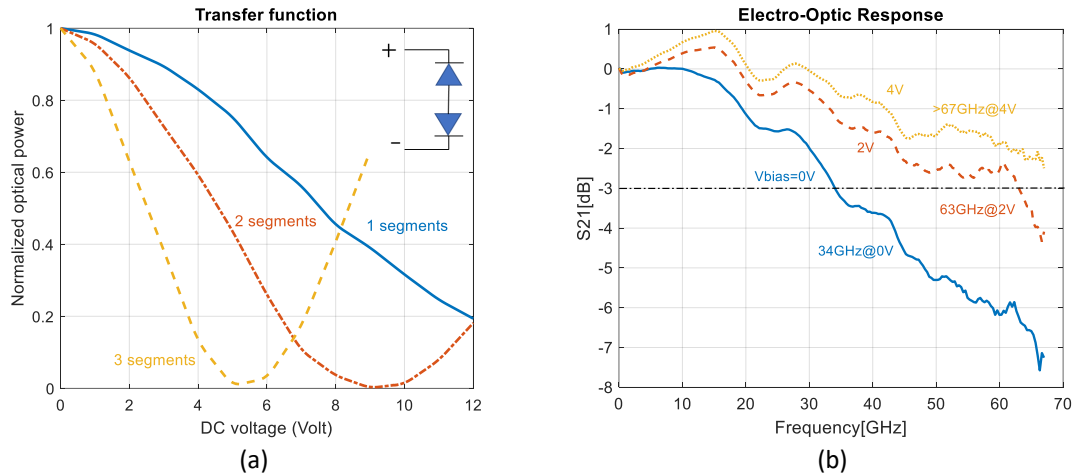 Transfer function
1
0.8
0.6
0.4
0.2
0
0
2
4
6
8
10
12
Normalized optical power
DC voltage (Volt)
+
-
2 segments
1 segments
3 segments
(a)
Electro-Optic Response
1
0
-1
-2
-3
-4
-5
-6
-7
-8
0
10
20
30
40
50
60
70
S21[dB]
Frequency[GHz]
4V
>67GHz@4V
2V
Vbias=0V
63GHz@2V
34GHz@0V
(b)